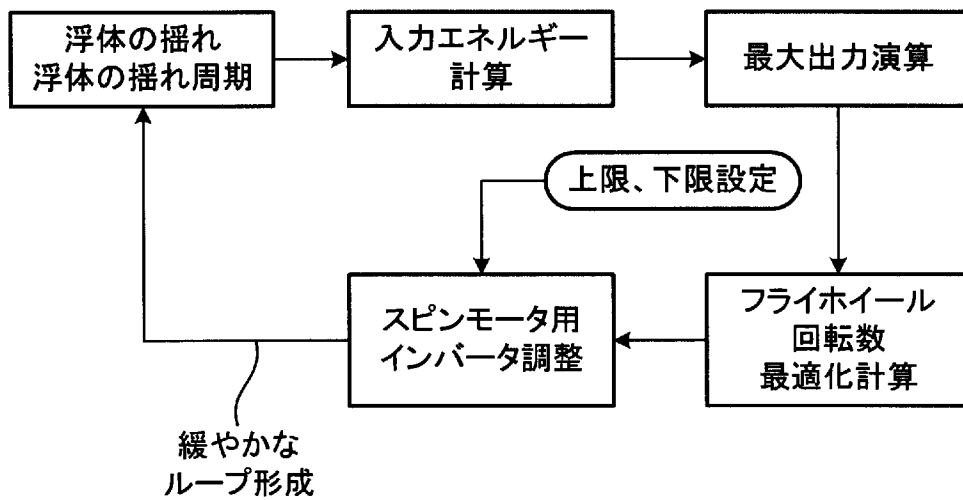 浮体の揺れ
浮体の揺れ周期
入力エネルギー
計算
最大出力演算
上限、下限設定
フライホイール
回転数
最適化計算
スピンモータ用
インバータ調整
緩やかな
ループ形成